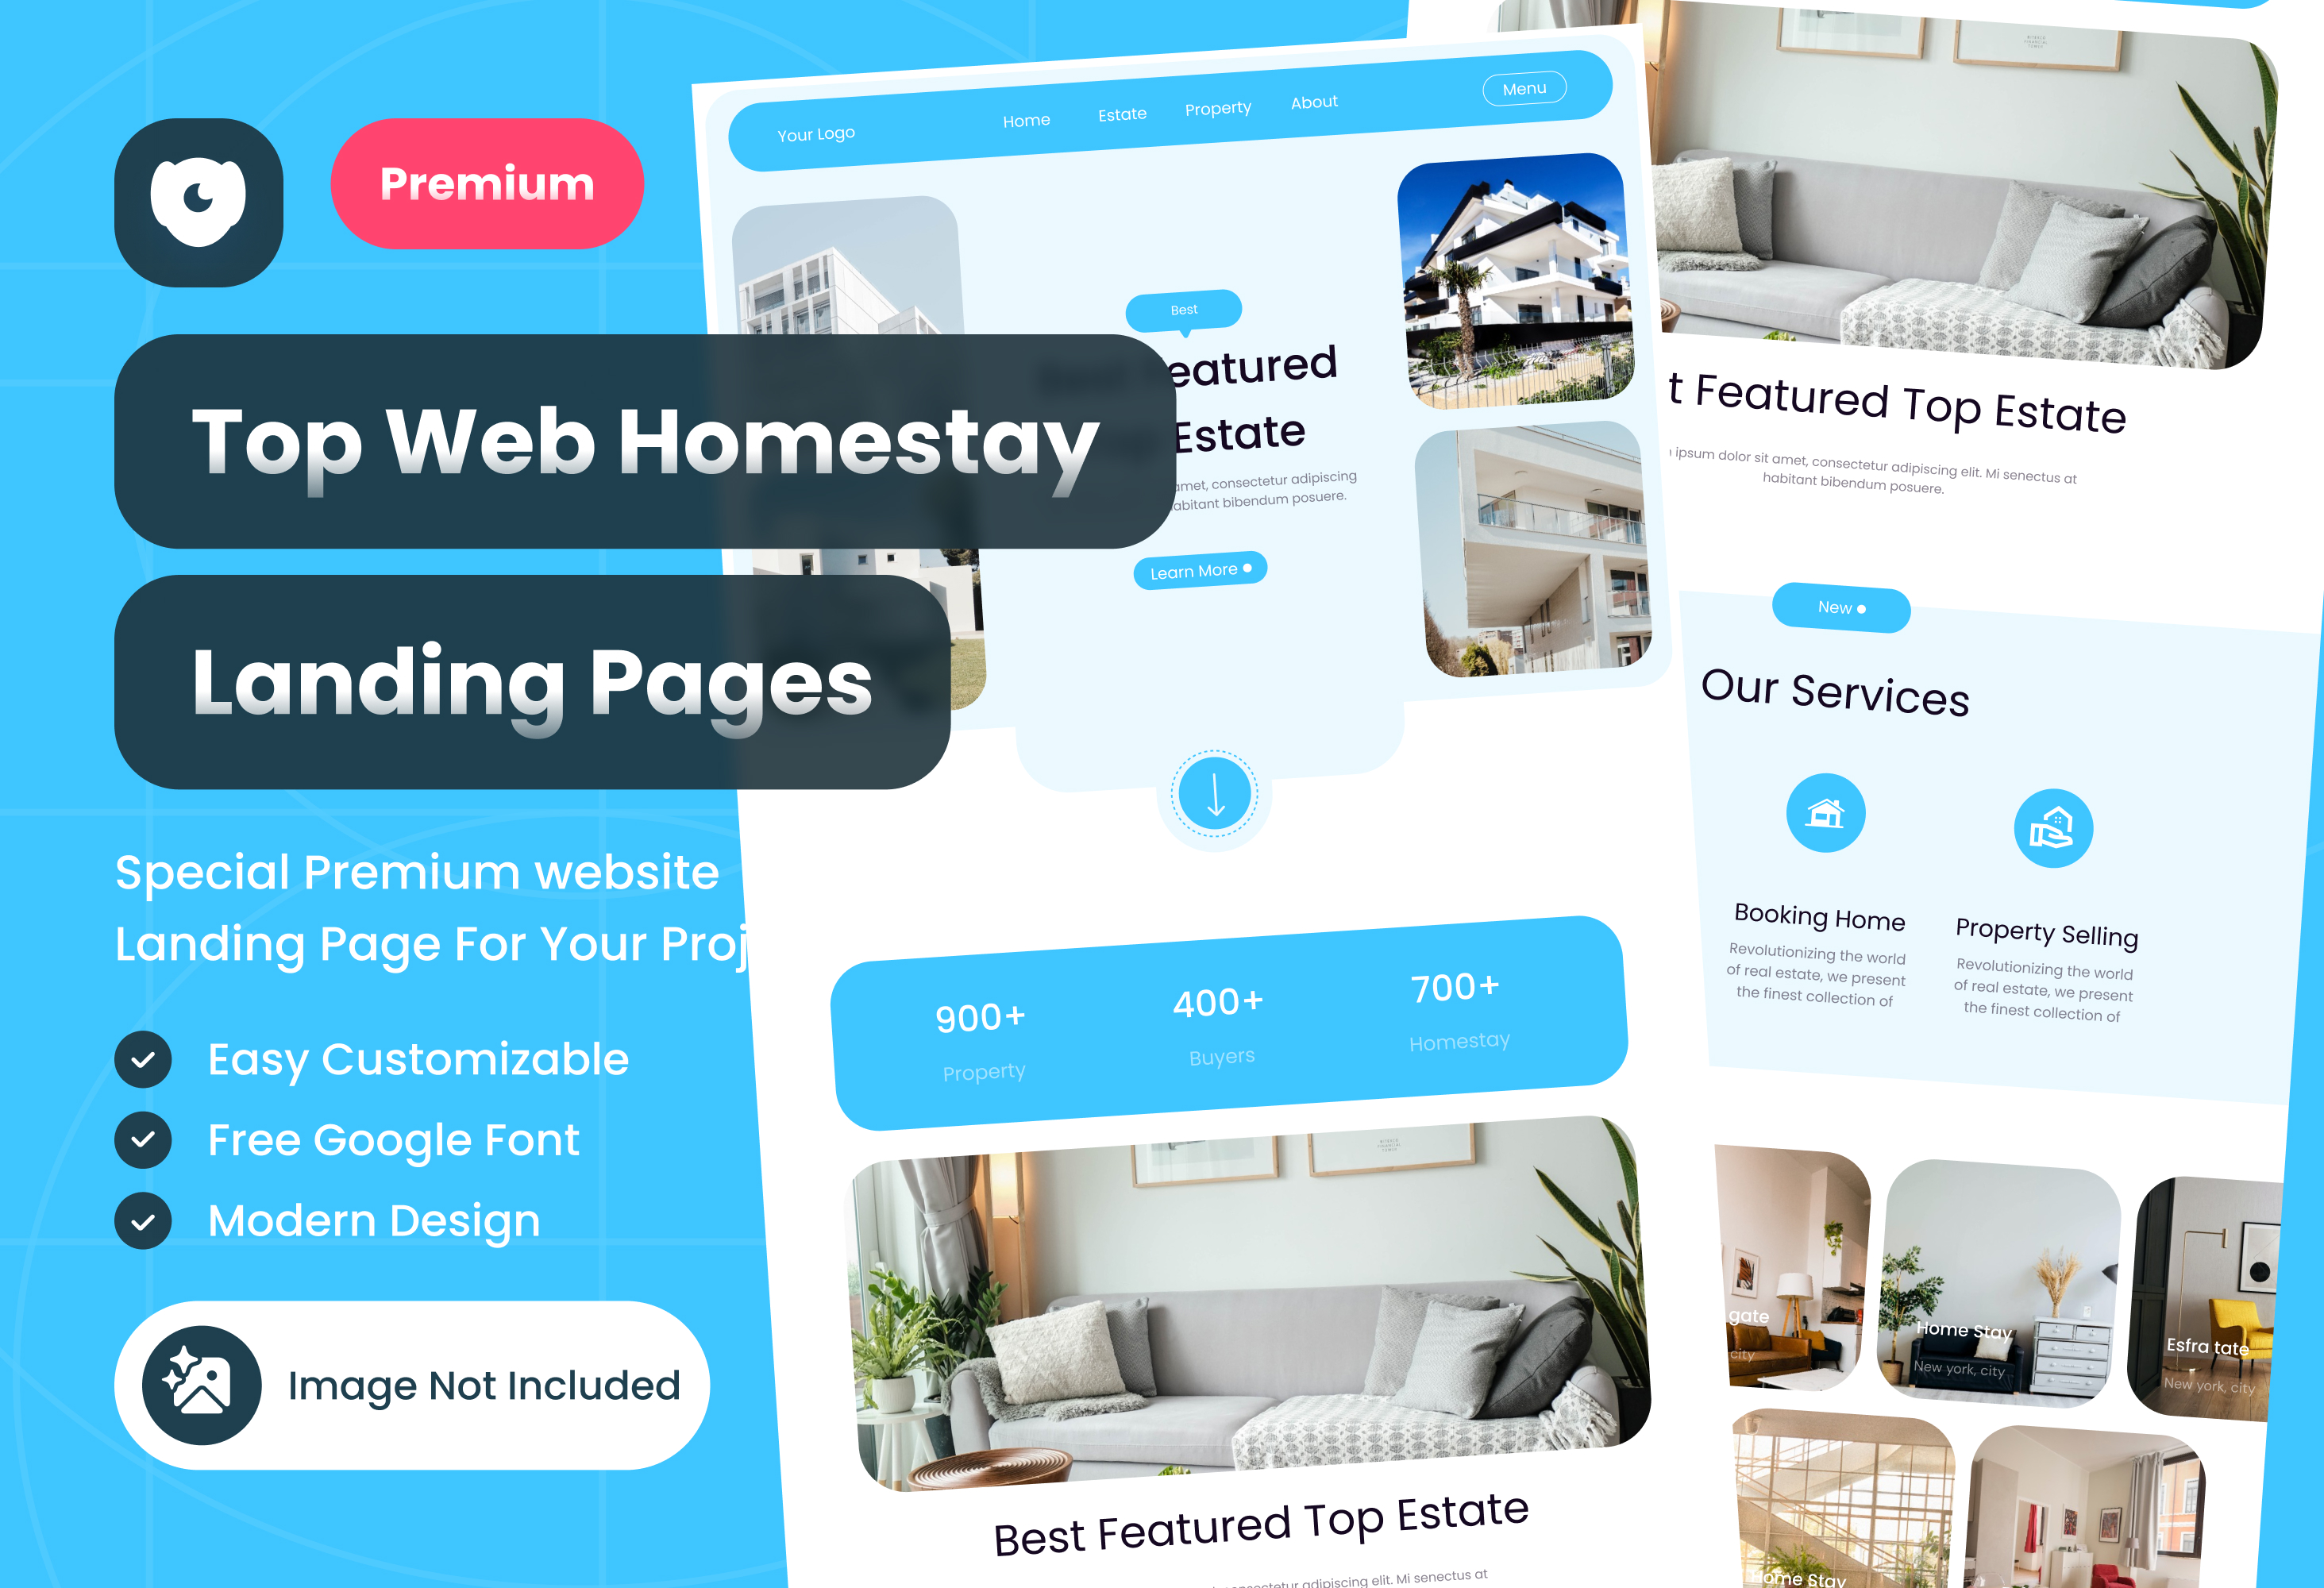 Premium
Top Web Homestay
Landing Pages
Special Premium website
Landing Page For Your Proj
Easy Customizable
Free Google Font
Modern Design
Image Not Included
Your Logo
Home
Estate
Property
About
Menu
Best
eatured
Estate
amet, consectetur adipiscing
abitant bibendum posuere.
Learn More
900+
Property
400+
Buyers
700+
Homestay
Best Featured Top Estate
consectetur adipiscing elit. Mi senectus at
t Featured Top Estate
ipsum dolor sit amet, consectetur adipiscing elit. Mi senectus at
habitant bibendum posuere.
New
Our Services
Booking Home
Revolutionizing the world
of real estate, we present
the finest collection of
Property Selling
Revolutionizing the world
of real estate, we present
the finest collection of
gate
city
Home Stay
New york, city
Esfra tate
New york, city
Home Stay